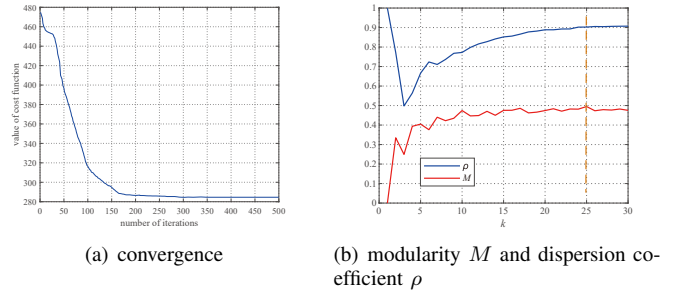 value of cost function
480
460
440
420
400
380
360
340
320
300
280
0 50 100 150 200 250 300 350 400 450 500
number of iterations
(a) convergence
1
0.9
0.8
0.7
0.6
0.5
0.4
0.3
0.2
0.1
0
0 5 10 15 20 25 30
k
ρ
M
(b) modularity M and dispersion co-
efficient ρ